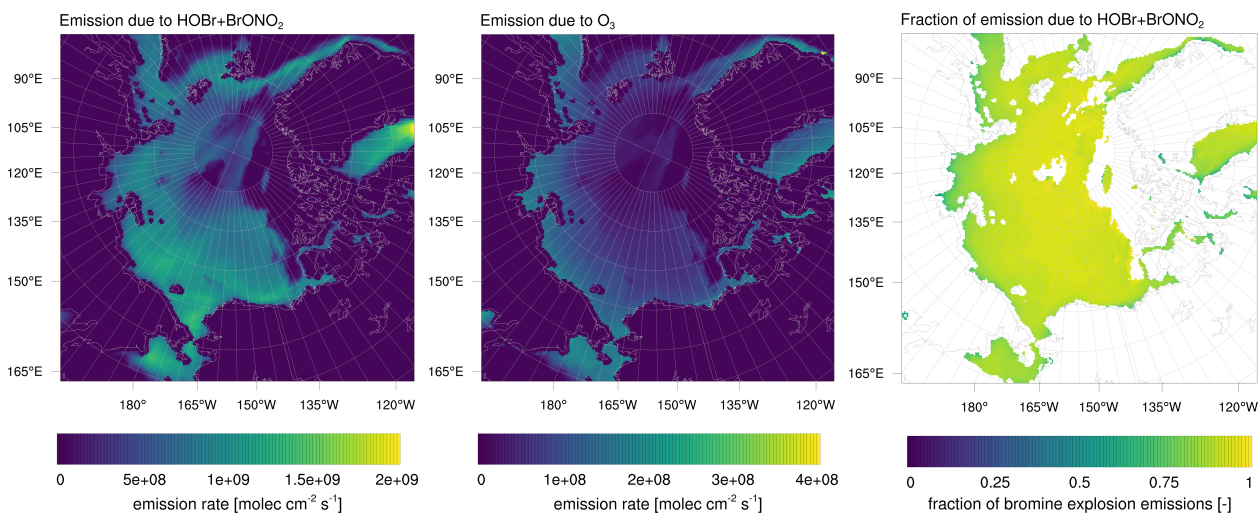 Emission due to HOBr+BrONO₂
90°E
105°E
120°E
135°E
150°E
165°E
180°
165°W
150°W
135°W
120°W
0
5e+08
1e+09
1.5e+09
2e+09
emission rate [molec cm⁻² s⁻¹]
Emission due to O₃
90°E
105°E
120°E
135°E
150°E
165°E
180°
165°W
150°W
135°W
120°W
0
1e+08
2e+08
3e+08
4e+08
emission rate [molec cm⁻² s⁻¹]
Fraction of emission due to HOBr+BrONO₂
90°E
105°E
120°E
135°E
150°E
165°E
180°
165°W
150°W
135°W
120°W
0
0.25
0.5
0.75
1
fraction of bromine explosion emissions [-]